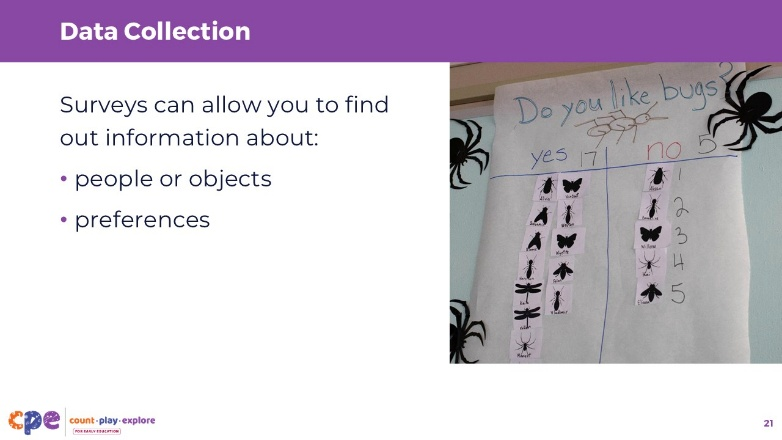 Data Collection
Surveys can allow you to find
out information about:
• people or objects
• preferences
Do you like bugs?
yes 17
no 5
1
2
3
4
5
cpe
count·play·explore
FOR EARLY EDUCATION
21